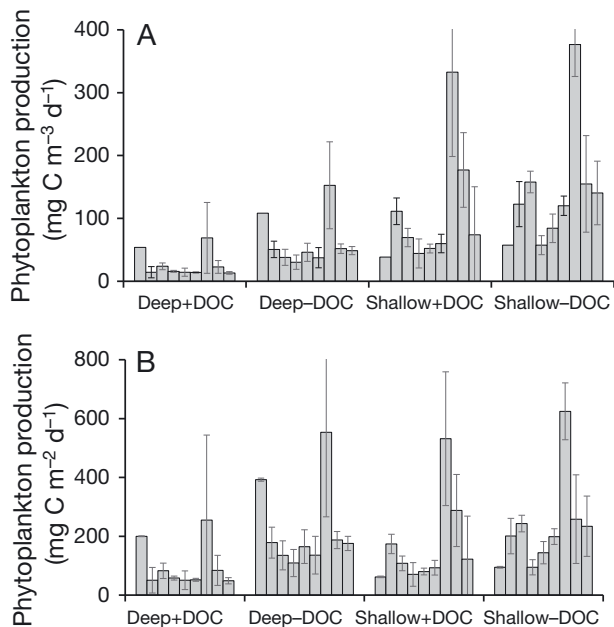 A
Phytoplankton production
(mg C m⁻³ d⁻¹)
400
300
200
100
0
Deep+DOC Deep–DOC Shallow+DOC Shallow–DOC
B
Phytoplankton production
(mg C m⁻² d⁻¹)
800
600
400
200
0
Deep+DOC Deep–DOC Shallow+DOC Shallow–DOC